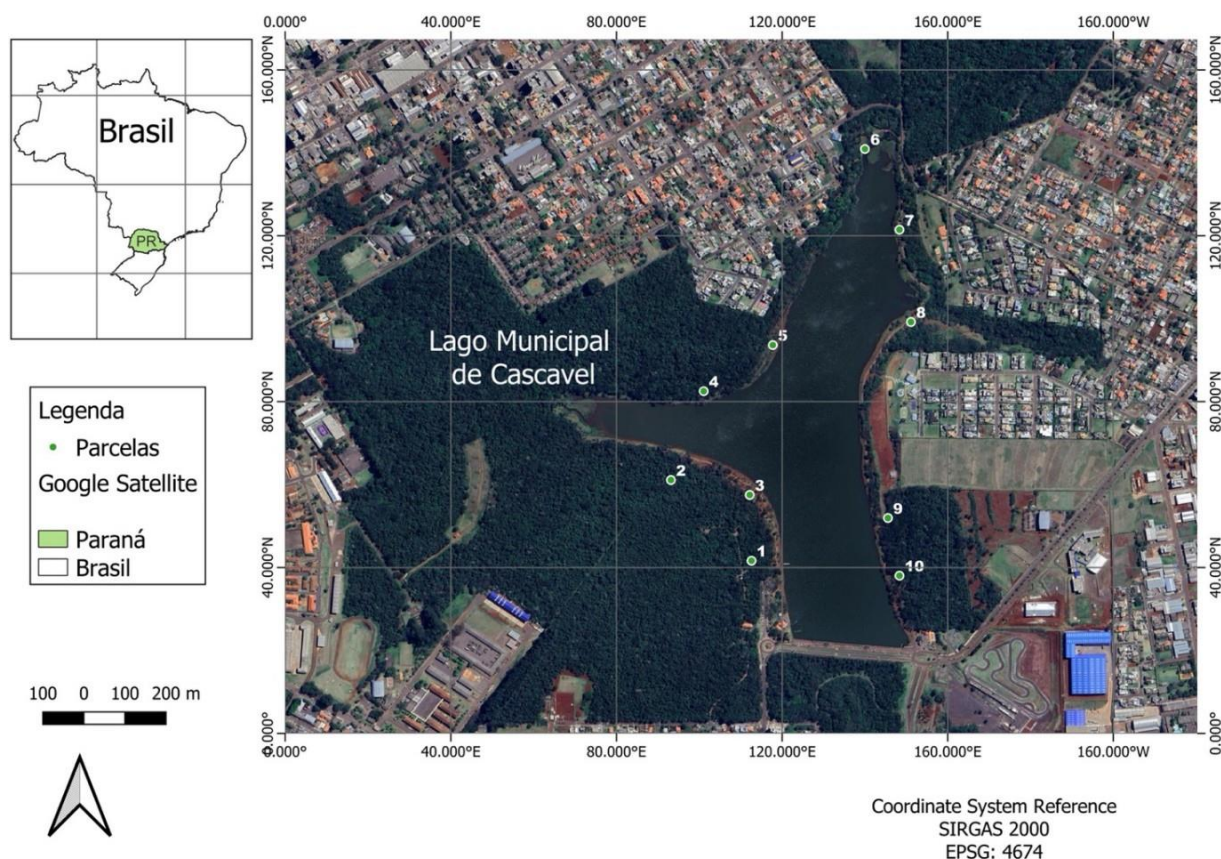 0.000° 40.000°E 80.000°E 120.000°E 160.000°E 160.000°W
160.000°N 120.000°N 80.000°N 40.000°N 0.000°
Brasil
PR
Legenda
Parcelas
Google Satellite
Paraná
Brasil
100 0 100 200 m
Lago Municipal
de Cascavel
6
7
8
5
4
2
3
9
1
10
160.000°N 120.000°N 80.000°N 40.000°N 0.000°
0.000° 40.000°E 80.000°E 120.000°E 160.000°E 160.000°W
Coordinate System Reference
SIRGAS 2000
EPSG: 4674